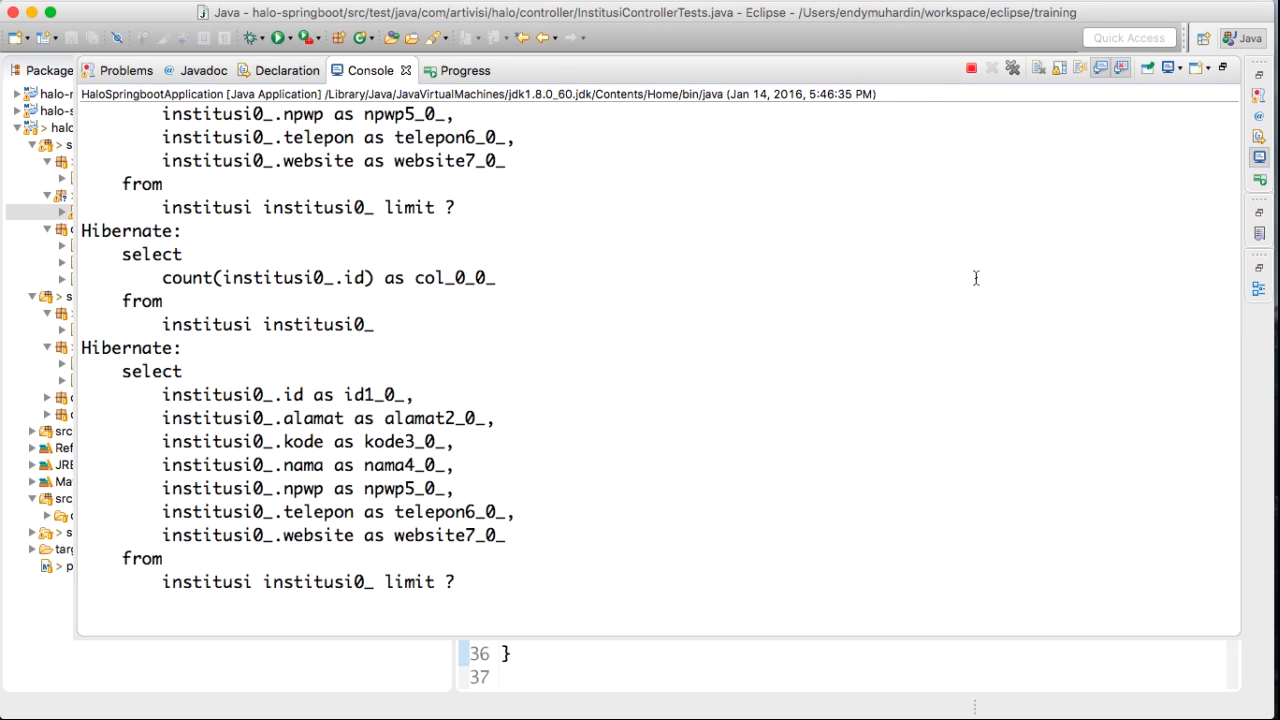 Java - halo-springboot/src/test/java/com/artivisi/halo/controller/InstitusiControllerTests.java - Eclipse - /Users/endymuhardin/workspace/eclipse/training
Quick Access
Java
Package
Problems
Javadoc
Declaration
Console
Progress
HaloSpringbootApplication [Java Application] /Library/Java/JavaVirtualMachines/jdk1.8.0_60.jdk/Contents/Home/bin/java (Jan 14, 2016, 5:46:35 PM)
institusi0_.npwp as npwp5_0_,
institusi0_.telepon as telepon6_0_,
institusi0_.website as website7_0_
from
institusi institusi0_ limit ?
Hibernate:
select
count(institusi0_.id) as col_0_0_
from
institusi institusi0_
Hibernate:
select
institusi0_.id as id1_0_,
institusi0_.alamat as alamat2_0_,
institusi0_.kode as kode3_0_,
institusi0_.nama as nama4_0_,
institusi0_.npwp as npwp5_0_,
institusi0_.telepon as telepon6_0_,
institusi0_.website as website7_0_
from
institusi institusi0_ limit ?
36 }
37